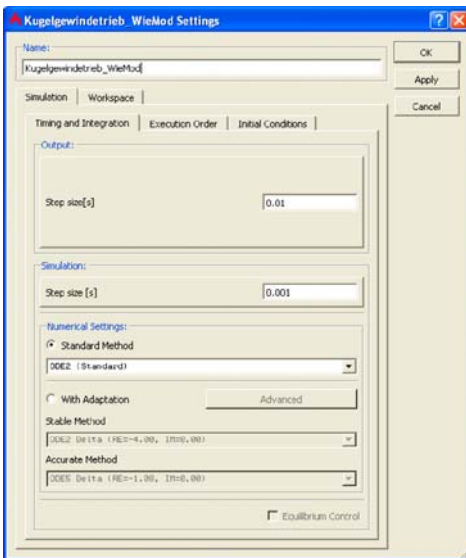 Kugelgewindetrieb_WieMod Settings
Name:
Kugelgewindetrieb_WieMod
OK
Apply
Cancel
Simulation
Workspace
Timing and Integration
Execution Order
Initial Conditions
Output:
Step size[s]
0.01
Simulation:
Step size [s]
0.001
Numerical Settings:
Standard Method
ODE2 (Standard)
With Adaptation
Advanced
Stable Method
ODE2 Delta (RE=-4.00, IM=0.00)
Accurate Method
ODE5 Delta (RE=-1.00, IM=0.00)
Equilibrium Control